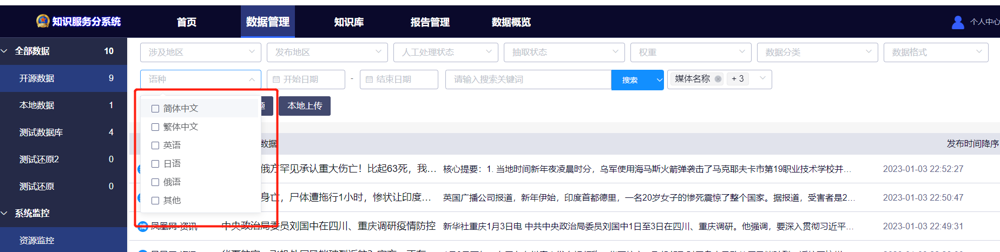 知识服务分系统 首页 数据管理 知识库 报告管理 数据概览 个人中心
全部数据 10
开源数据 9
本地数据 1
测试数据库 4
测试还原2 0
测试还原 0
系统监控
资源监控
涉及地区 发布地区 人工处理状态 抽取状态 权重 数据分类 数据格式
语种 开始日期 - 结束日期 请输入搜索关键词 搜索 媒体名称 + 3
本地上传
简体中文
繁体中文
英语
日语
俄语
其他
数据 发布时间降序
俄方罕见承认重大伤亡！比起63死，我... 核心提要：1. 当地时间新年夜凌晨时分，乌军使用海马斯火箭弹袭击了马克耶夫卡市第19职业技术学校并... 2023-01-03 22:52:27
身亡，尸体遭拖行1小时，惨状让印度... 英国广播公司报道，新年伊始，印度首都德里，一名20岁女子的惨死震惊了整个国家。据报道，受害者是2... 2023-01-03 22:50:47
摘 凤凰网-资讯 中央政治局委员刘国中在四川、重庆调研疫情防控 新华社重庆1月3日电 中共中央政治局委员刘国中1日至3日在四川、重庆调研。他强调，要深入贯彻习近平... 2023-01-03 22:49:31